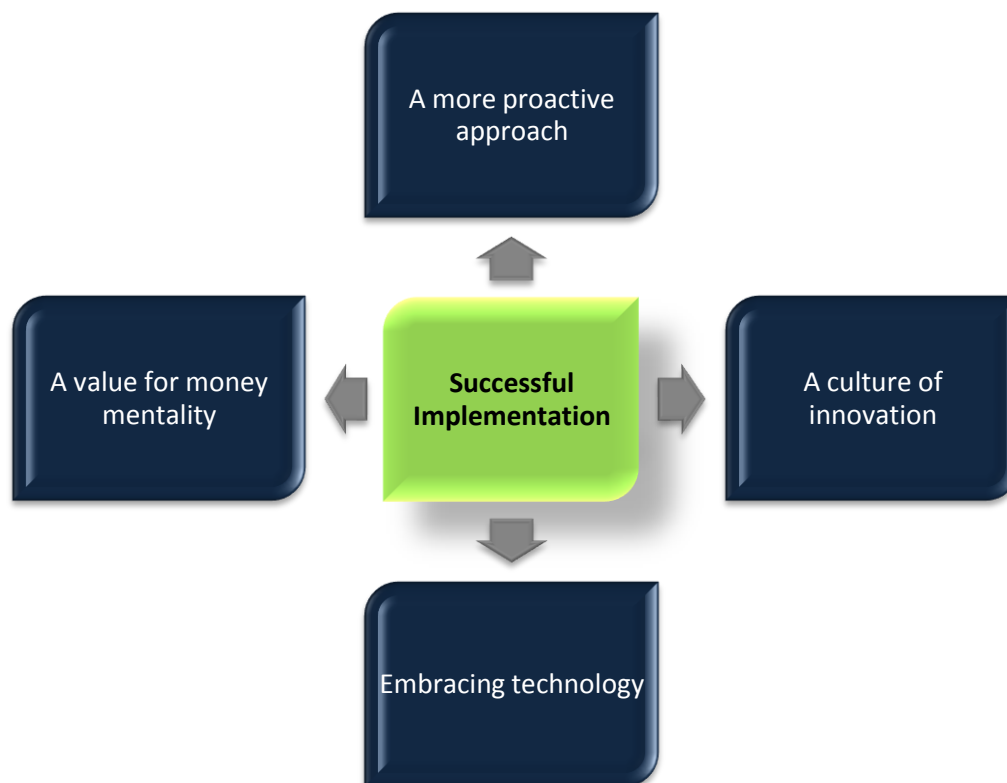 A more proactive
approach
A value for money
mentality
Successful
Implementation
A culture of
innovation
Embracing technology